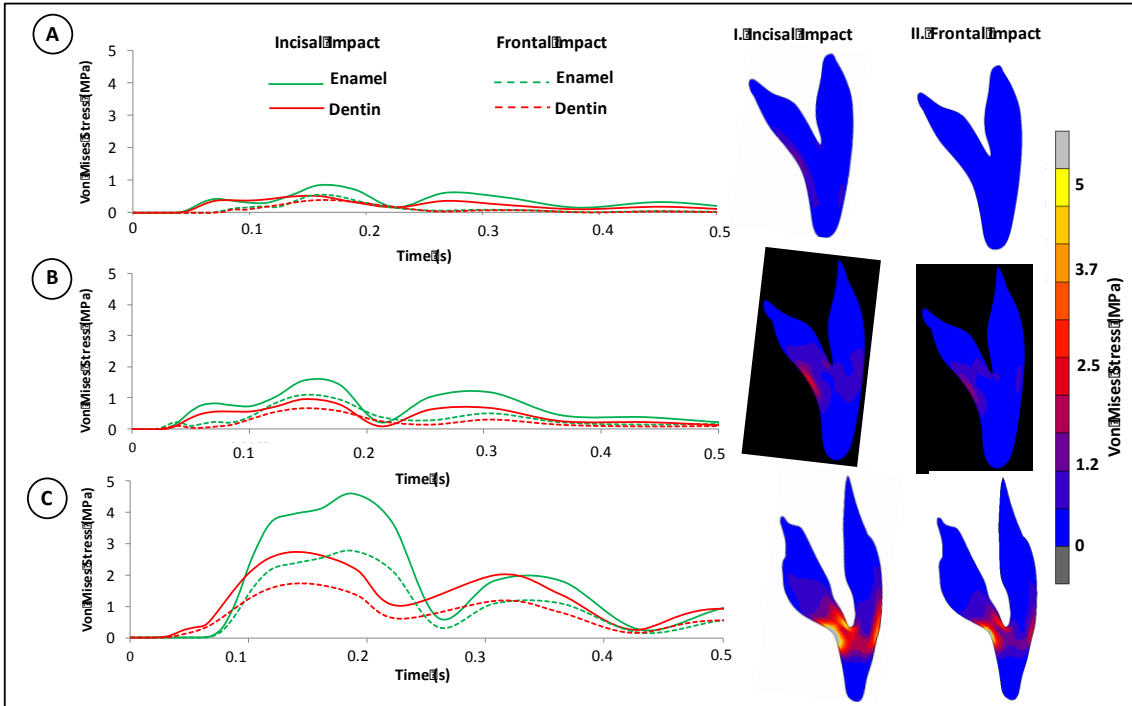 A
Von Mises Stress (MPa)
5
4
3
2
1
0
Incisal Impact
Frontal Impact
Enamel
Enamel
Dentin
Dentin
0
0.1
0.2
0.3
0.4
0.5
Time (s)
I. Incisal Impact
II. Frontal Impact
B
Von Mises Stress (MPa)
5
4
3
2
1
0
0
0.1
0.2
0.3
0.4
0.5
Time (s)
C
Von Mises Stress (MPa)
5
4
3
2
1
0
0
0.1
0.2
0.3
0.4
0.5
Time (s)
5
3.7
2.5
1.2
0
Von Mises Stress (MPa)